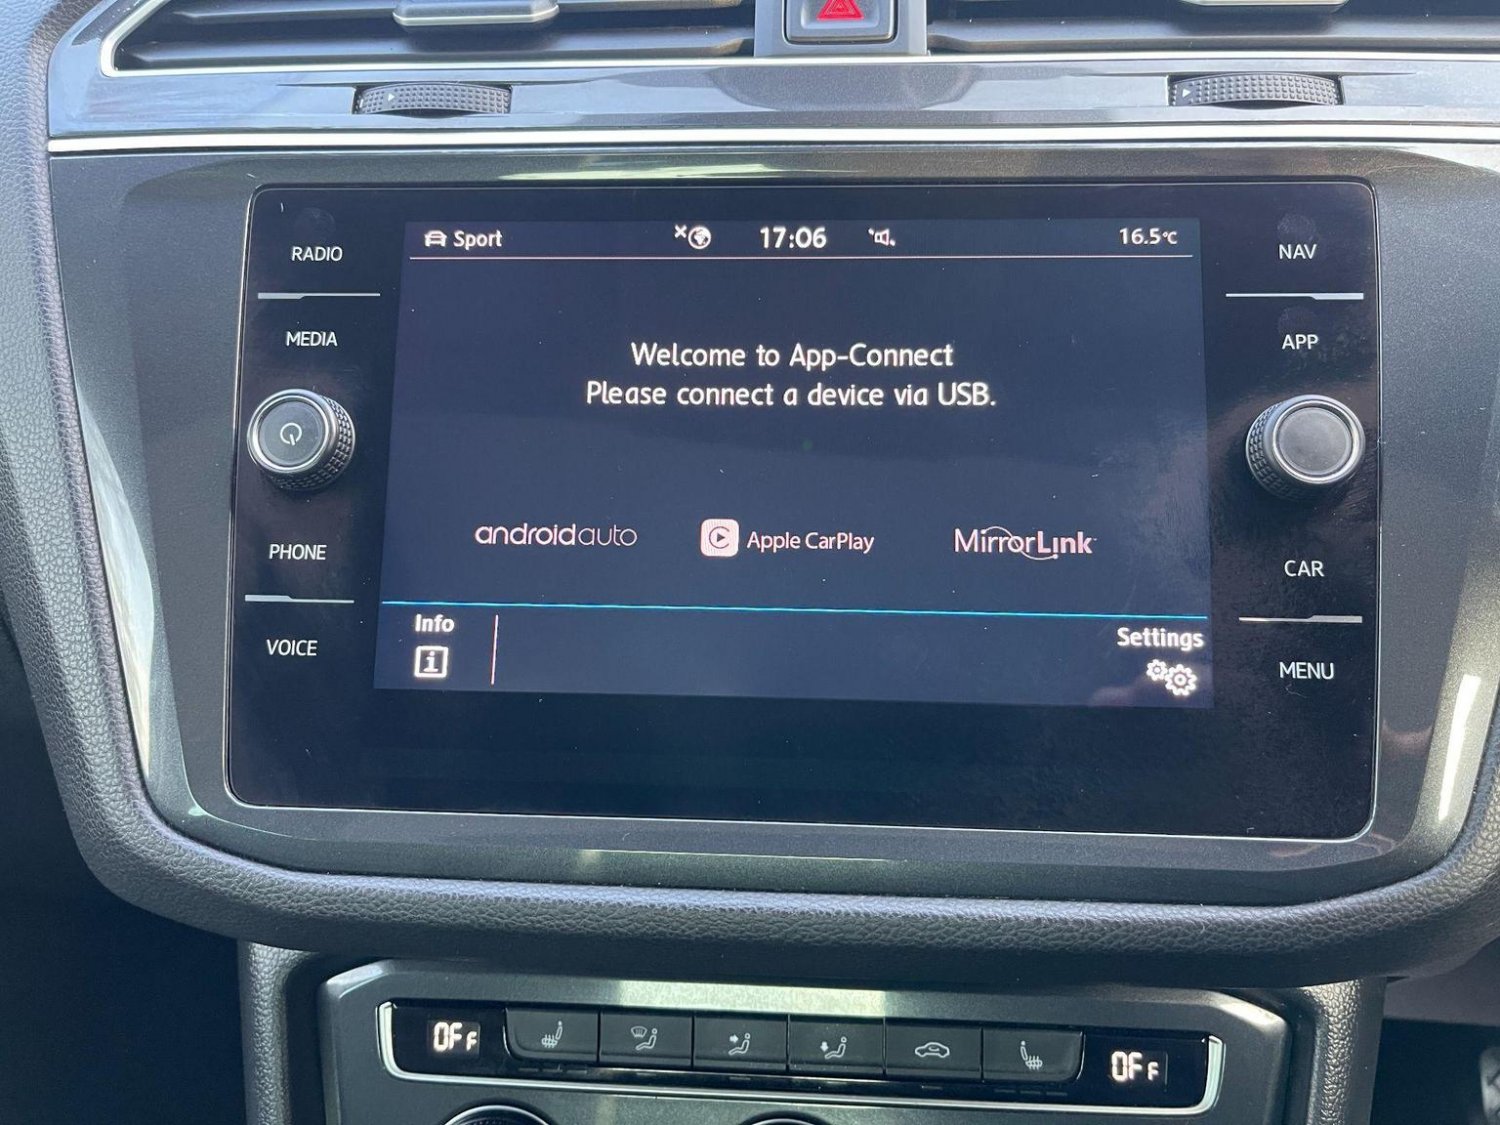 Sport 17:06 16.5°C
RADIO
MEDIA
PHONE
VOICE
Welcome to App-Connect
Please connect a device via USB.
androidauto Apple CarPlay MirrorLink
Info
Settings
NAV
APP
CAR
MENU
OFF
OFF